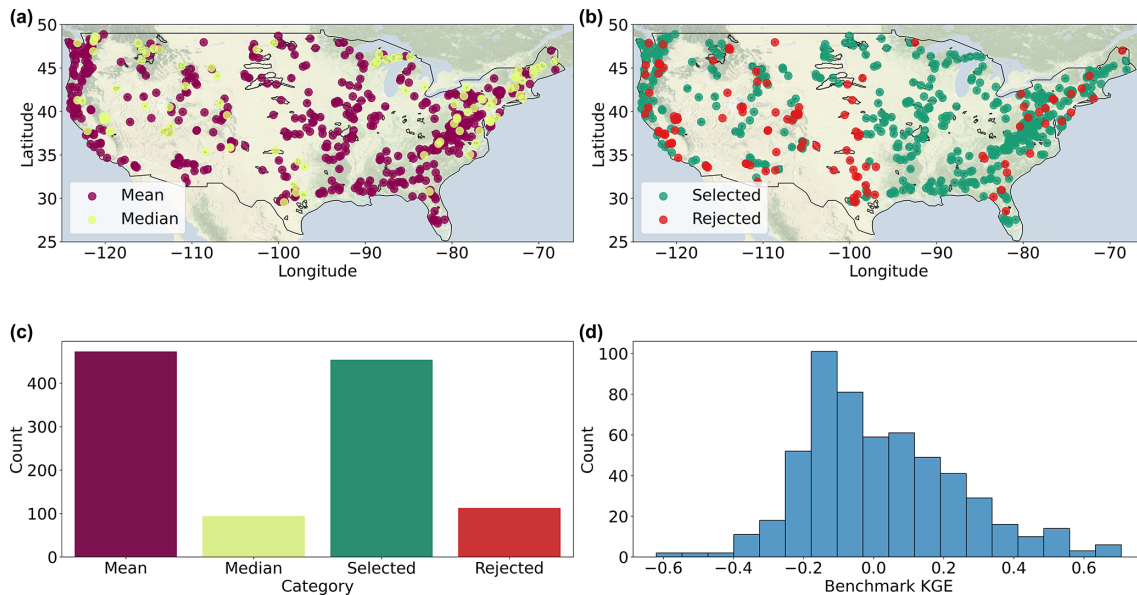 (a)
50
45
40
35
30
25
Latitude
Mean
Median
−120
−110
−100
−90
−80
−70
Longitude
(b)
50
45
40
35
30
25
Latitude
Selected
Rejected
−120
−110
−100
−90
−80
−70
Longitude
(c)
400
300
200
100
0
Count
Mean
Median
Selected
Rejected
Category
(d)
100
80
60
40
20
0
Count
−0.6
−0.4
−0.2
0.0
0.2
0.4
0.6
Benchmark KGE